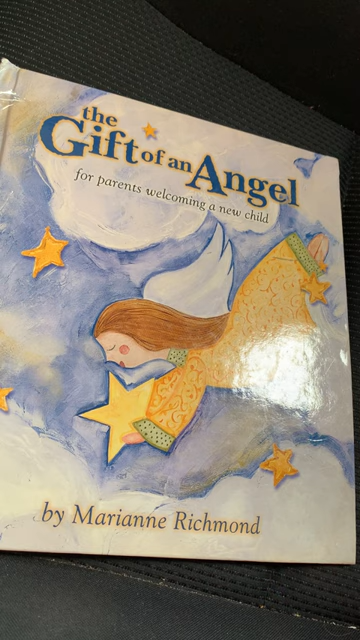 the
Gift of an Angel
for parents welcoming a new child
by Marianne Richmond